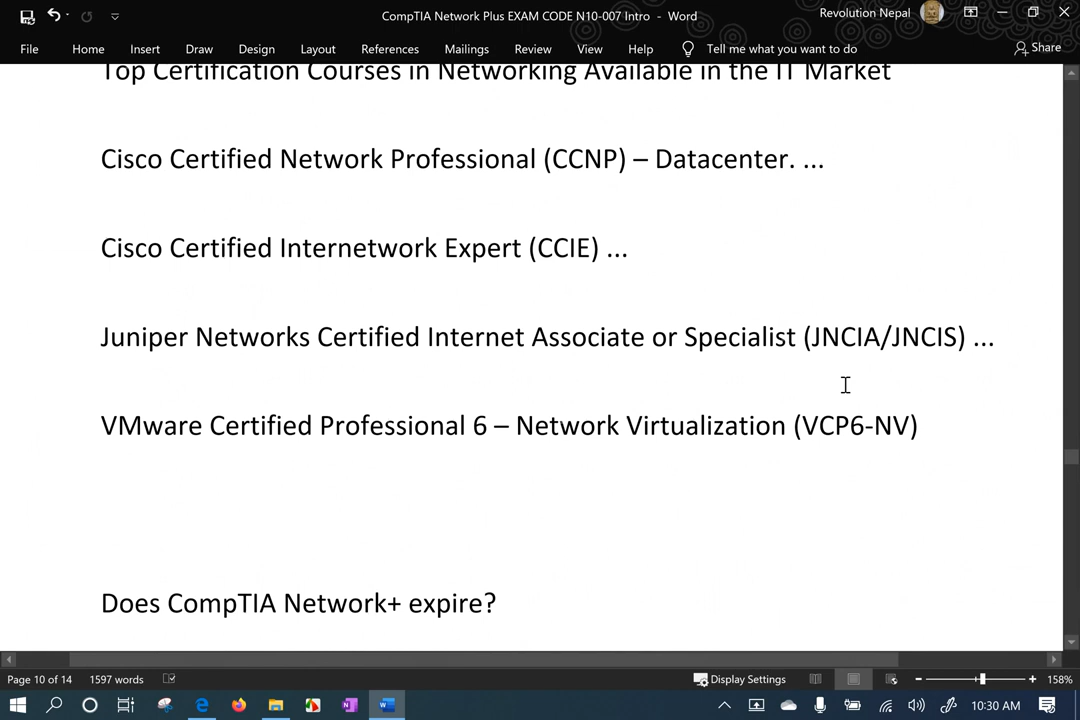 CompTIA Network Plus EXAM CODE N10-007 Intro - Word
Revolution Nepal
File Home Insert Draw Design Layout References Mailings Review View Help Tell me what you want to do Share
Top Certification Courses in Networking Available in the IT Market
Cisco Certified Network Professional (CCNP) – Datacenter. ...
Cisco Certified Internetwork Expert (CCIE) ...
Juniper Networks Certified Internet Associate or Specialist (JNCIA/JNCIS) ...
VMware Certified Professional 6 – Network Virtualization (VCP6-NV)
Does CompTIA Network+ expire?
Page 10 of 14 1597 words Display Settings 158%
10:30 AM